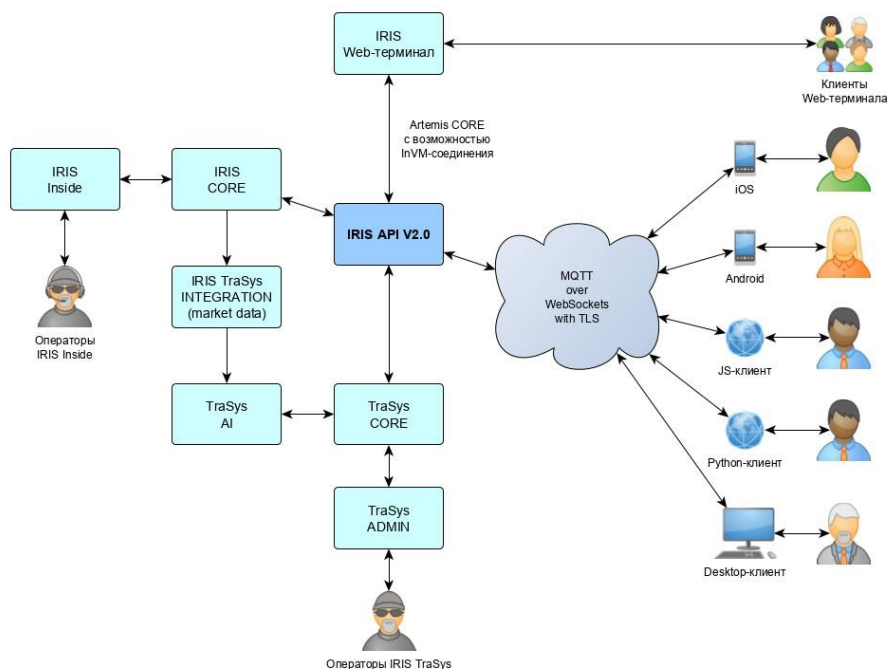 IRIS
Web-терминал
Клиенты
Web-терминала
Artemis CORE
с возможностью
InVM-соединения
IRIS
Inside
IRIS
CORE
iOS
IRIS API V2.0
IRIS TraSys
INTEGRATION
(market data)
MQTT
over
WebSockets
with TLS
Android
Операторы
IRIS Inside
JS-клиент
TraSys
AI
TraSys
CORE
Python-клиент
TraSys
ADMIN
Desktop-клиент
Операторы IRIS TraSys